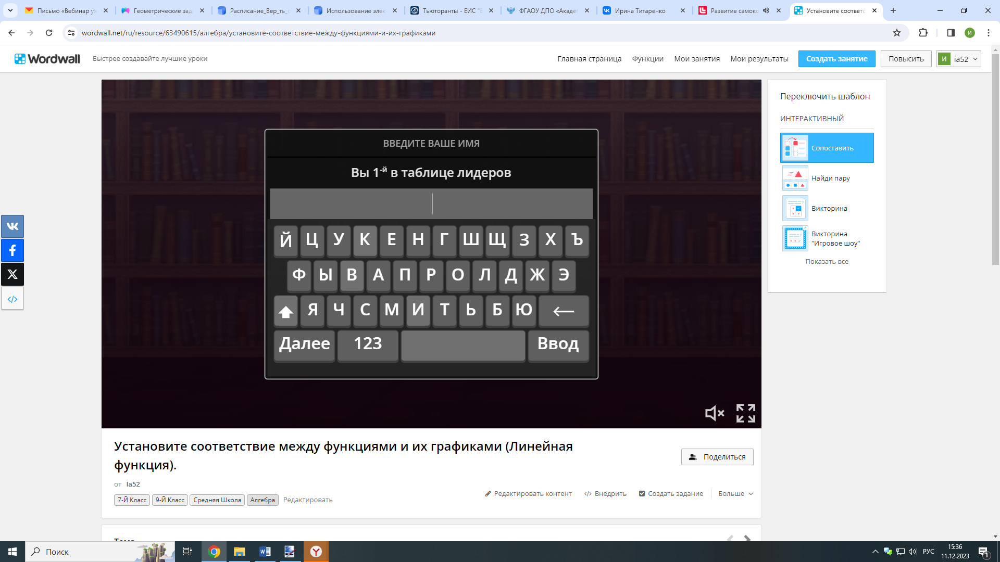 Письмо «Вебинар уж
Геометрические зад
Расписание_Вер_ть_с
Использование элек
Тьюторанты - ЕИС "Е
ФГАОУ ДПО «Акаде
Ирина Титаренко
Развитие самоко
Установите соответс
wordwall.net/ru/resource/63490615/алгебра/установите-соответствие-между-функциями-и-их-графиками
И
Wordwall
Быстрее создавайте лучшие уроки
Главная страница
Функции
Мои занятия
Мои результаты
Создать занятие
Повысить
И ia52
ВВЕДИТЕ ВАШЕ ИМЯ
Вы 1-й в таблице лидеров
Й Ц У К Е Н Г Ш Щ З Х Ъ
Ф Ы В А П Р О Л Д Ж Э
Я Ч С М И Т Ь Б Ю
Далее 123 Ввод
Переключить шаблон
ИНТЕРАКТИВНЫЙ
Сопоставить
Найди пару
Викторина
Викторина
"Игровое шоу"
Показать все
Установите соответствие между функциями и их графиками (Линейная
функция).
Поделиться
от Ia52
7-Й Класс
9-Й Класс
Средняя Школа
Алгебра
Редактировать
Редактировать контент
Внедрить
Создать задание
Больше
Тема
Поиск
РУС
15:36
11.12.2023
1